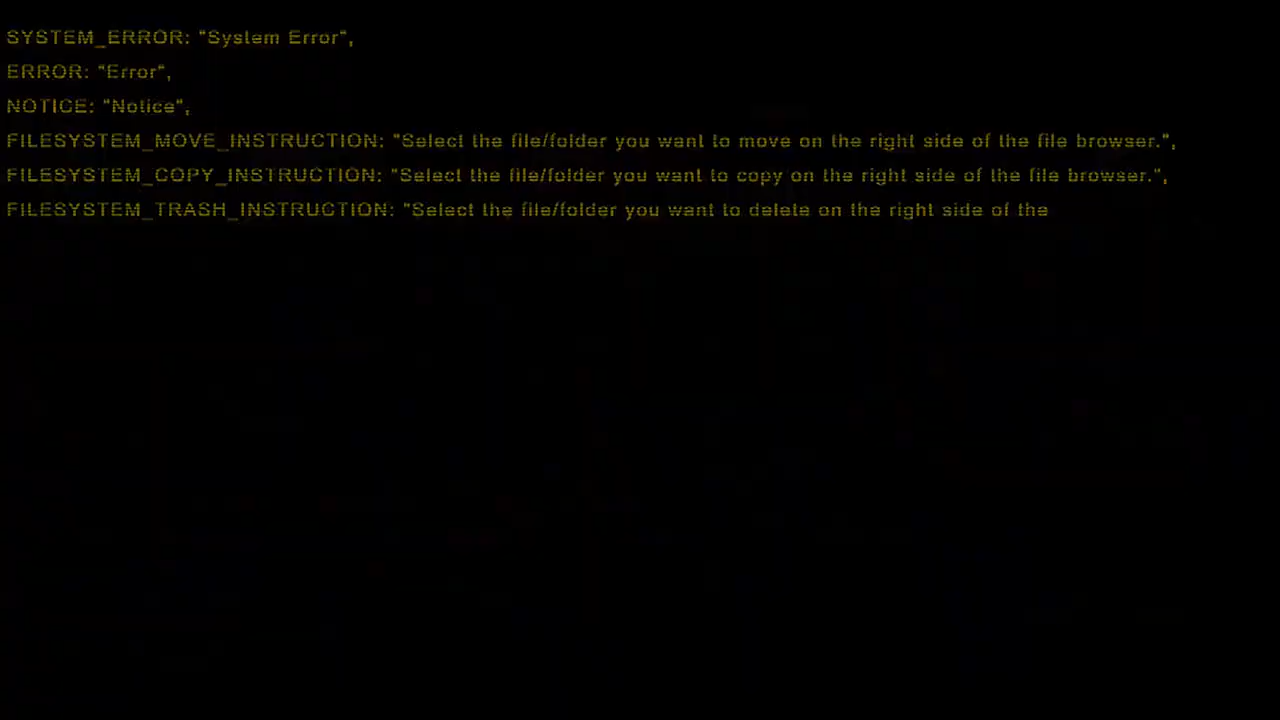 SYSTEM_ERROR: "System Error",
ERROR: "Error",
NOTICE: "Notice",
FILESYSTEM_MOVE_INSTRUCTION: "Select the file/folder you want to move on the right side of the file browser.",
FILESYSTEM_COPY_INSTRUCTION: "Select the file/folder you want to copy on the right side of the file browser.",
FILESYSTEM_TRASH_INSTRUCTION: "Select the file/folder you want to delete on the right side of the